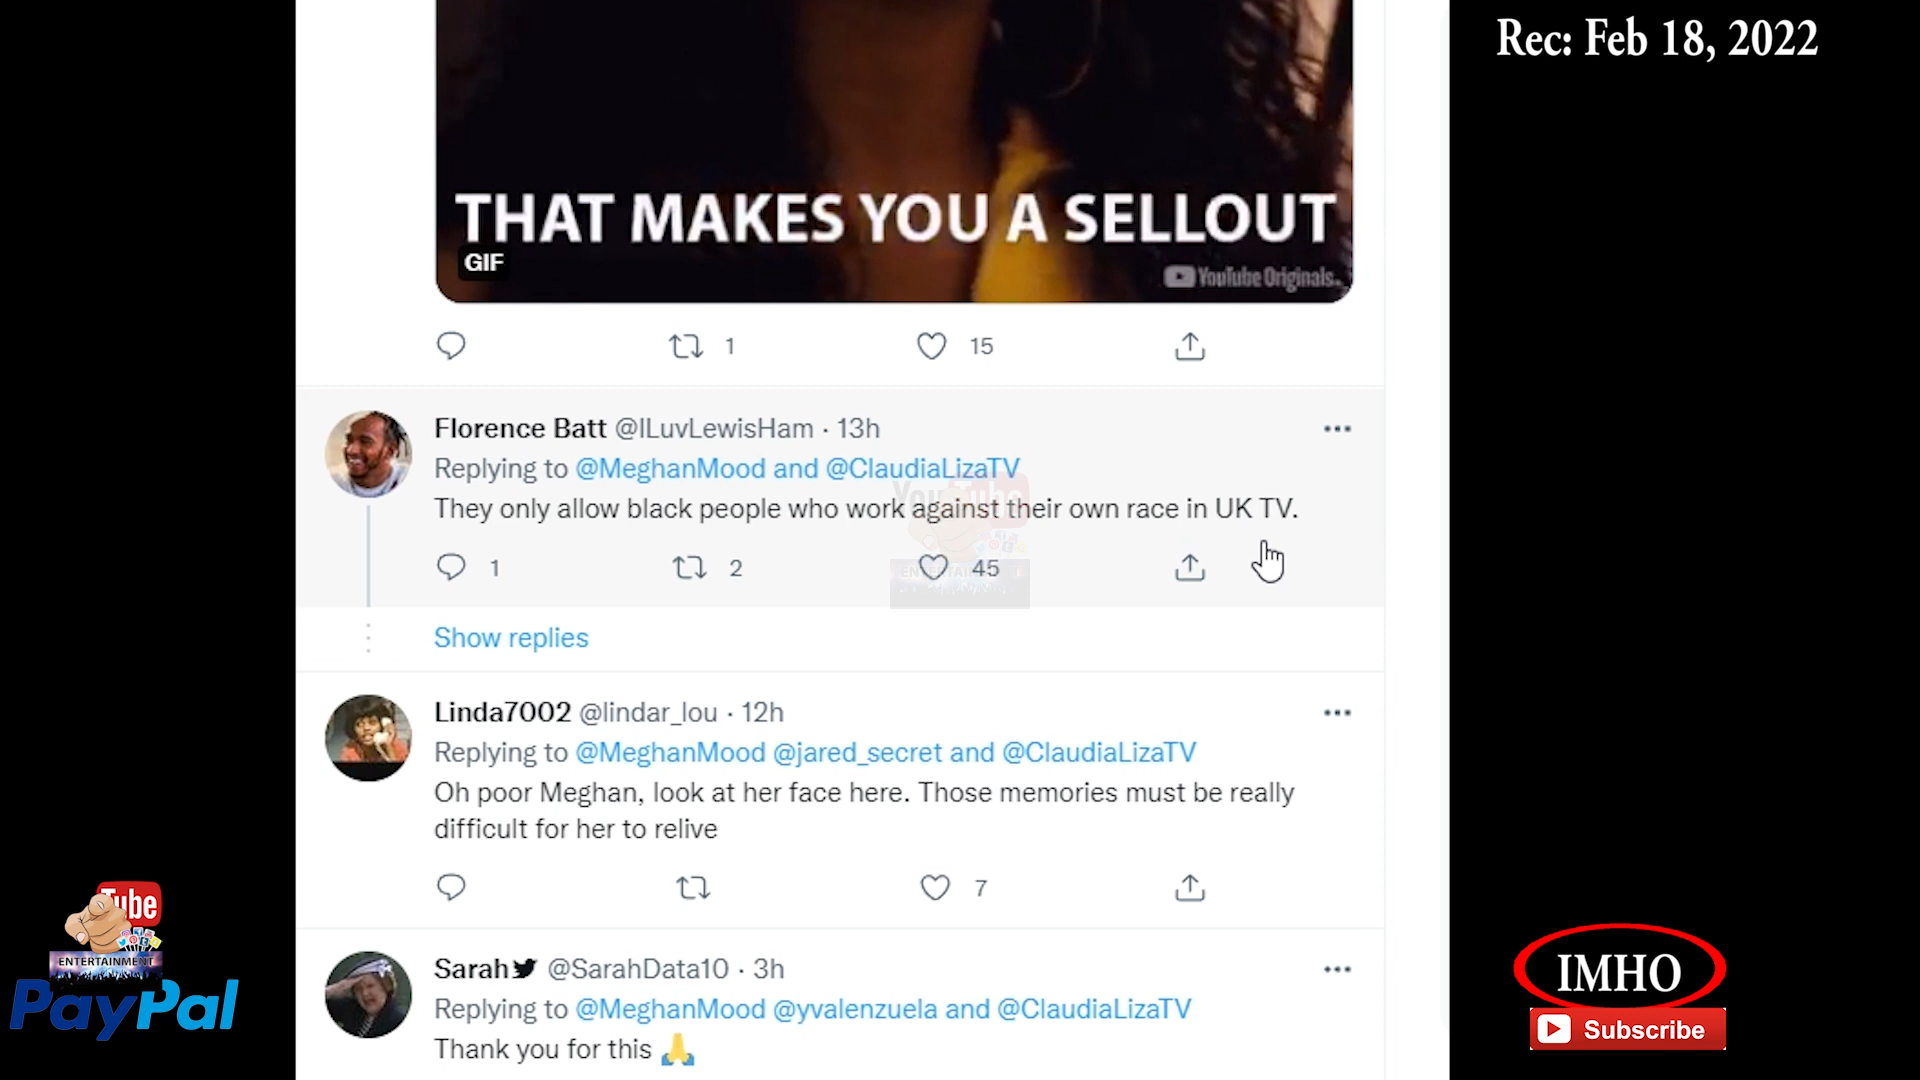 Rec: Feb 18, 2022
THAT MAKES YOU A SELLOUT
GIF
YouTube Originals
1 15
Florence Batt @ILuvLewisHam · 13h
Replying to @MeghanMood and @ClaudiaLizaTV
They only allow black people who work against their own race in UK TV.
1 2 45
Show replies
Linda7002 @lindar_lou · 12h
Replying to @MeghanMood @jared_secret and @ClaudiaLizaTV
Oh poor Meghan, look at her face here. Those memories must be really
difficult for her to relive
7
Sarah @SarahData10 · 3h
Replying to @MeghanMood @yvalenzuela and @ClaudiaLizaTV
Thank you for this 🙏
YouTube
ENTERTAINMENT
Tube
ENTERTAINMENT
PayPal
IMHO
Subscribe